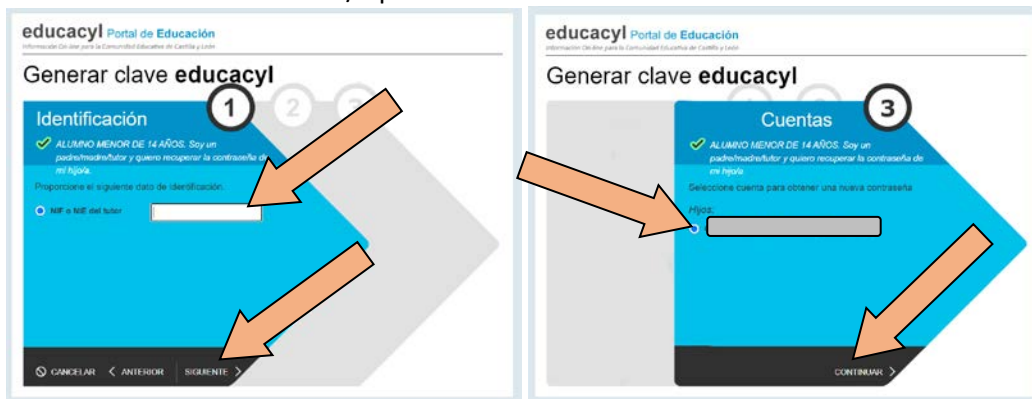 educacyl Portal de Educación
Información On-line para la Comunidad Educativa de Castilla y León
Generar clave educacyl
1
2
Identificación
ALUMNO MENOR DE 14 AÑOS. Soy un
padre/madre/tutor y quiero recuperar la contraseña de
mi hijo/a.
Proporcione el siguiente dato de identificación.
NIF o NIE del tutor
CANCELAR
ANTERIOR
SIGUIENTE
educacyl Portal de Educación
Información On-line para la Comunidad Educativa de Castilla y León
Generar clave educacyl
3
Cuentas
ALUMNO MENOR DE 14 AÑOS. Soy un
padre/madre/tutor y quiero recuperar la contraseña de
mi hijo/a.
Seleccione cuenta para obtener una nueva contraseña
Hijos:
CONTINUAR